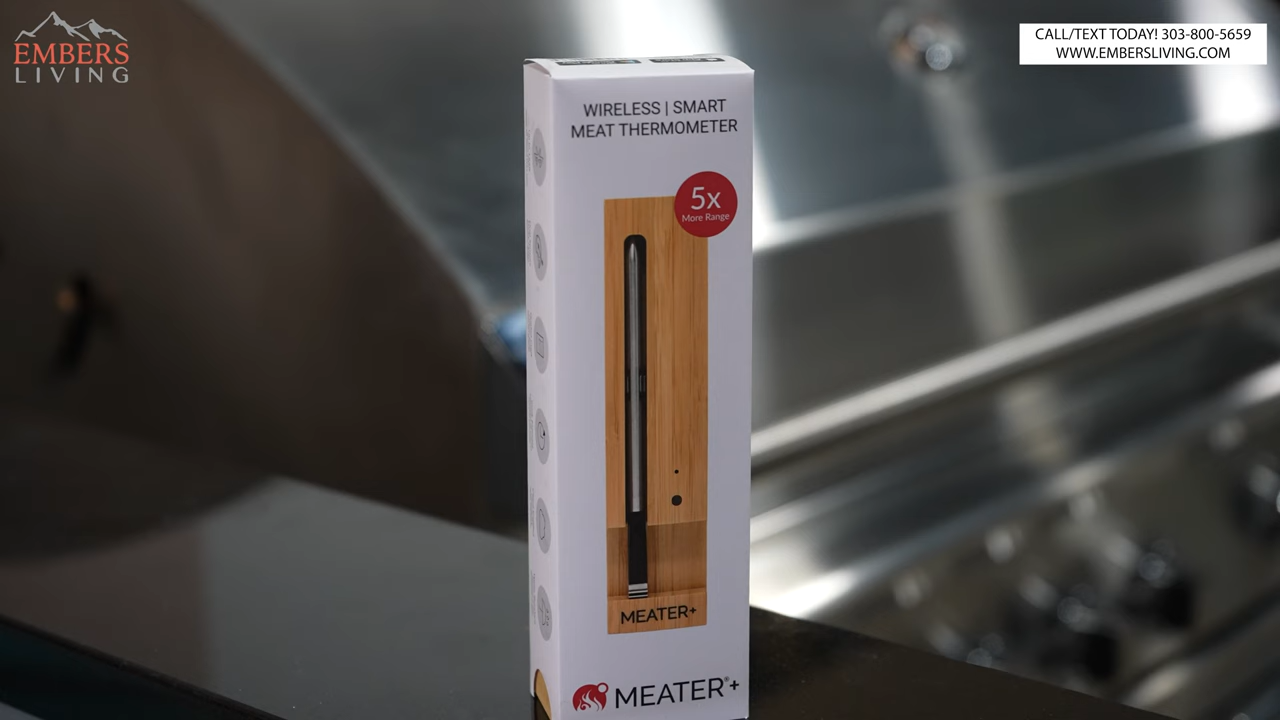 EMBERS
LIVING
CALL/TEXT TODAY! 303-800-5659
WWW.EMBERSLIVING.COM
WIRELESS | SMART
MEAT THERMOMETER
5x
More Range
MEATER+
MEATER®+